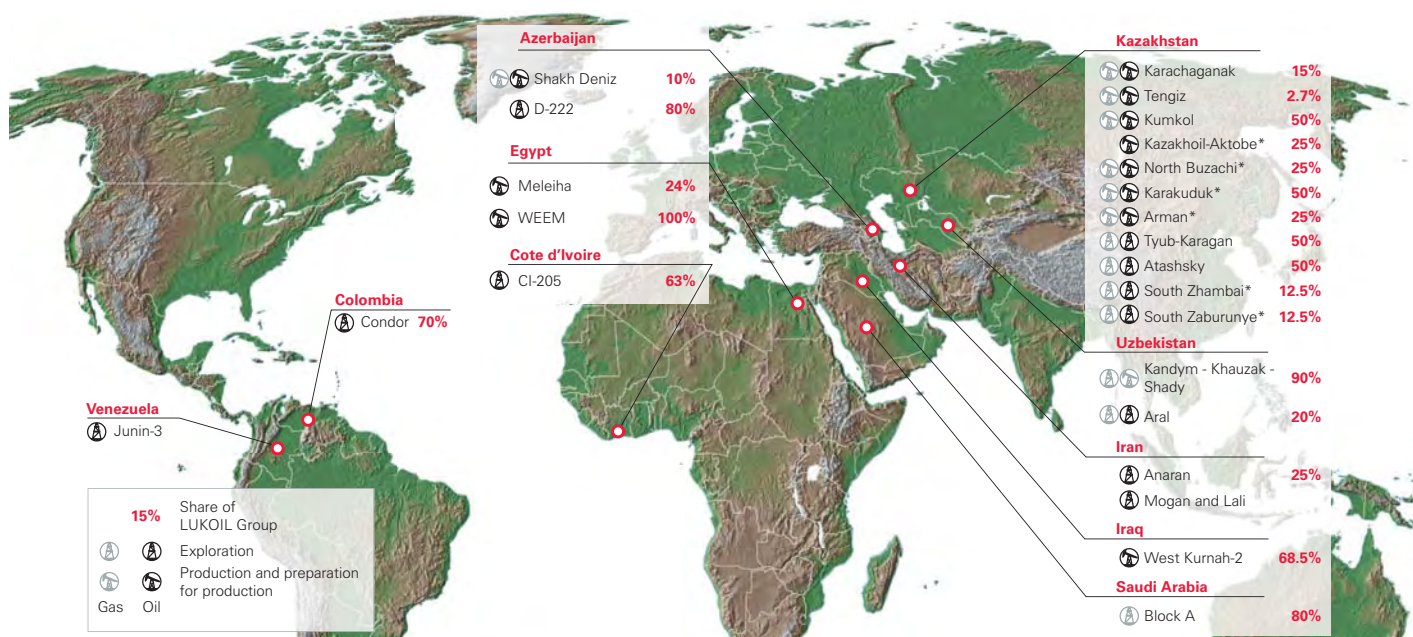 Azerbaijan
Shakh Deniz 10%
D-222 80%
Egypt
Meleiha 24%
WEEM 100%
Cote d'Ivoire
CI-205 63%
Colombia
Condor 70%
Venezuela
Junin-3
15% Share of
LUKOIL Group
Exploration
Production and preparation
for production
Gas Oil
Kazakhstan
Karachaganak 15%
Tengiz 2.7%
Kumkol 50%
Kazakhoil-Aktobe* 25%
North Buzachi* 25%
Karakuduk* 50%
Arman* 25%
Tyub-Karagan 50%
Atashsky 50%
South Zhambai* 12.5%
South Zaburunye* 12.5%
Uzbekistan
Kandym - Khauzak -
Shady 90%
Aral 20%
Iran
Anaran 25%
Mogan and Lali
Iraq
West Kurnah-2 68.5%
Saudi Arabia
Block A 80%